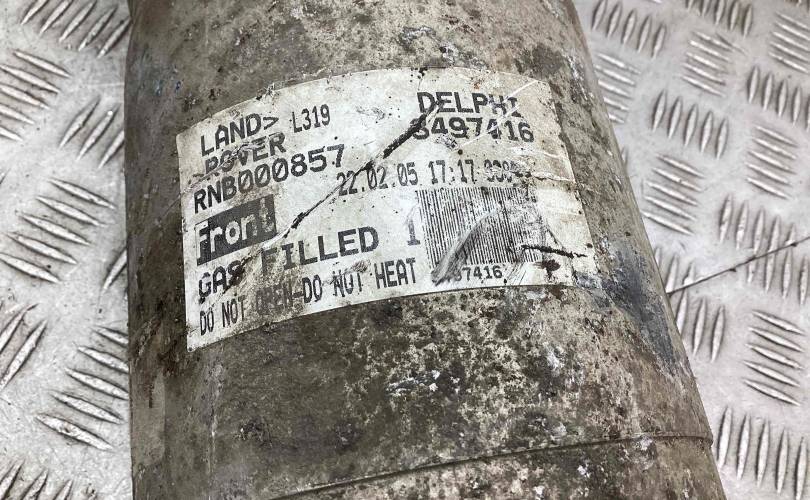 LAND> L319
ROVER
DELPHI
8497416
RNB000857
22.02.05 17:17
Front
GAS FILLED 1
DO NOT OPEN-DO NOT HEAT